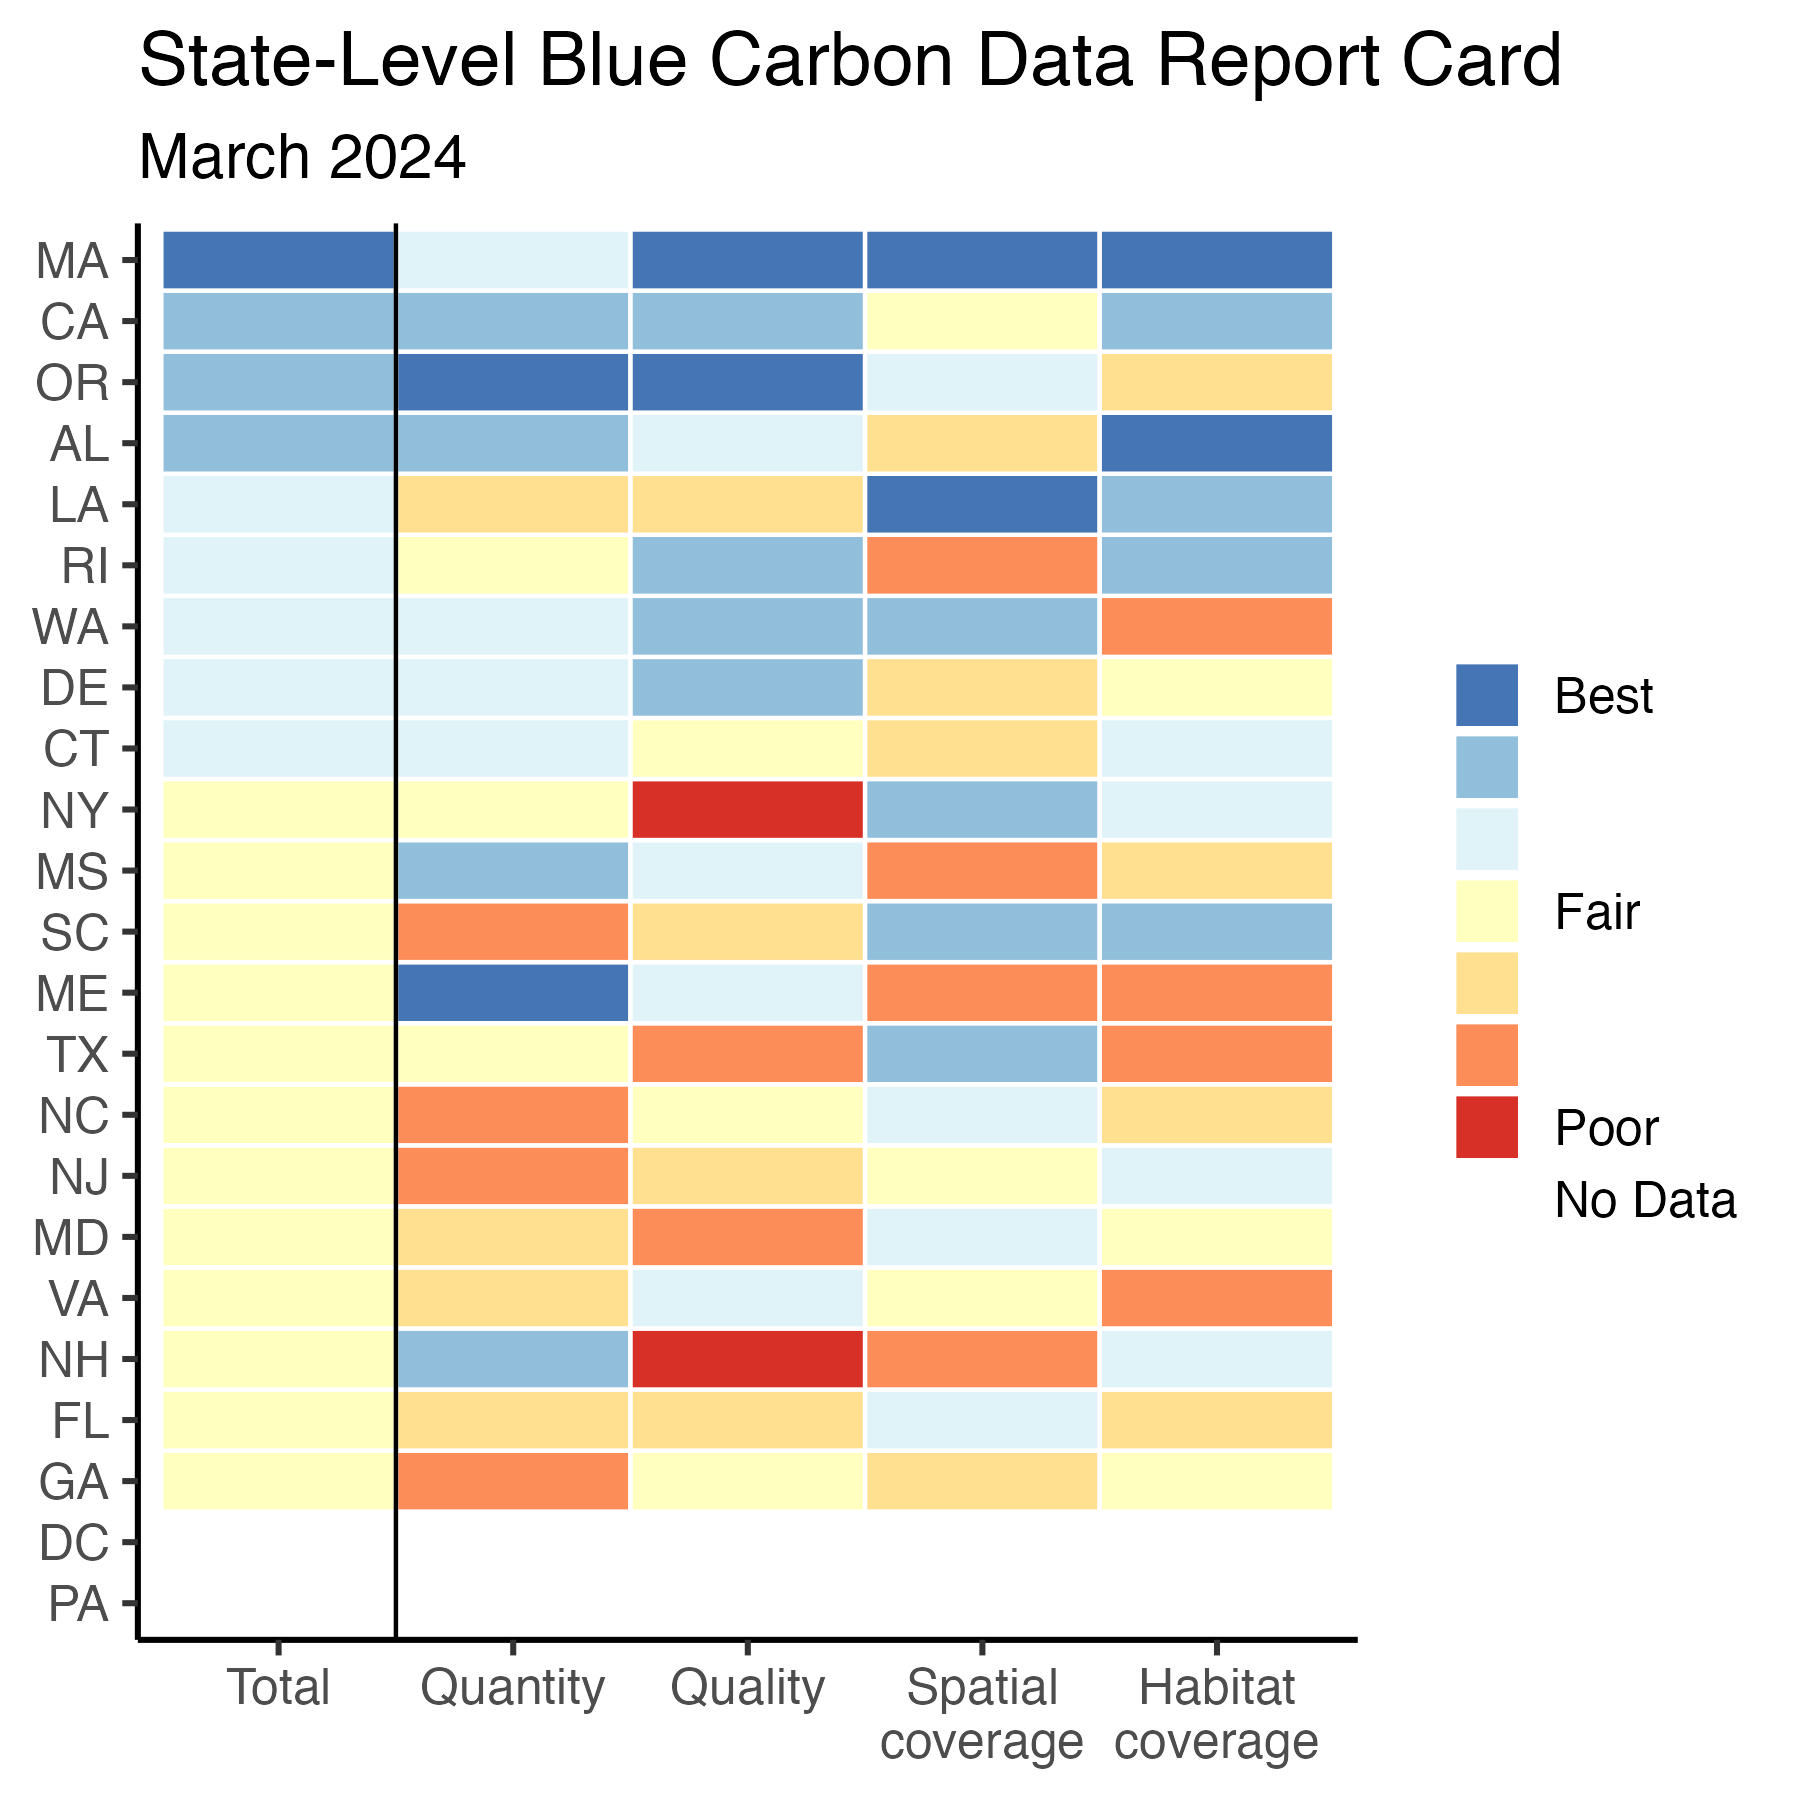 State-Level Blue Carbon Data Report Card
March 2024
MA
CA
OR
AL
LA
RI
WA
DE
CT
NY
MS
SC
ME
TX
NC
NJ
MD
VA
NH
FL
GA
DC
PA
Total Quantity Quality Spatial coverage Habitat coverage
Best
Fair
Poor
No Data